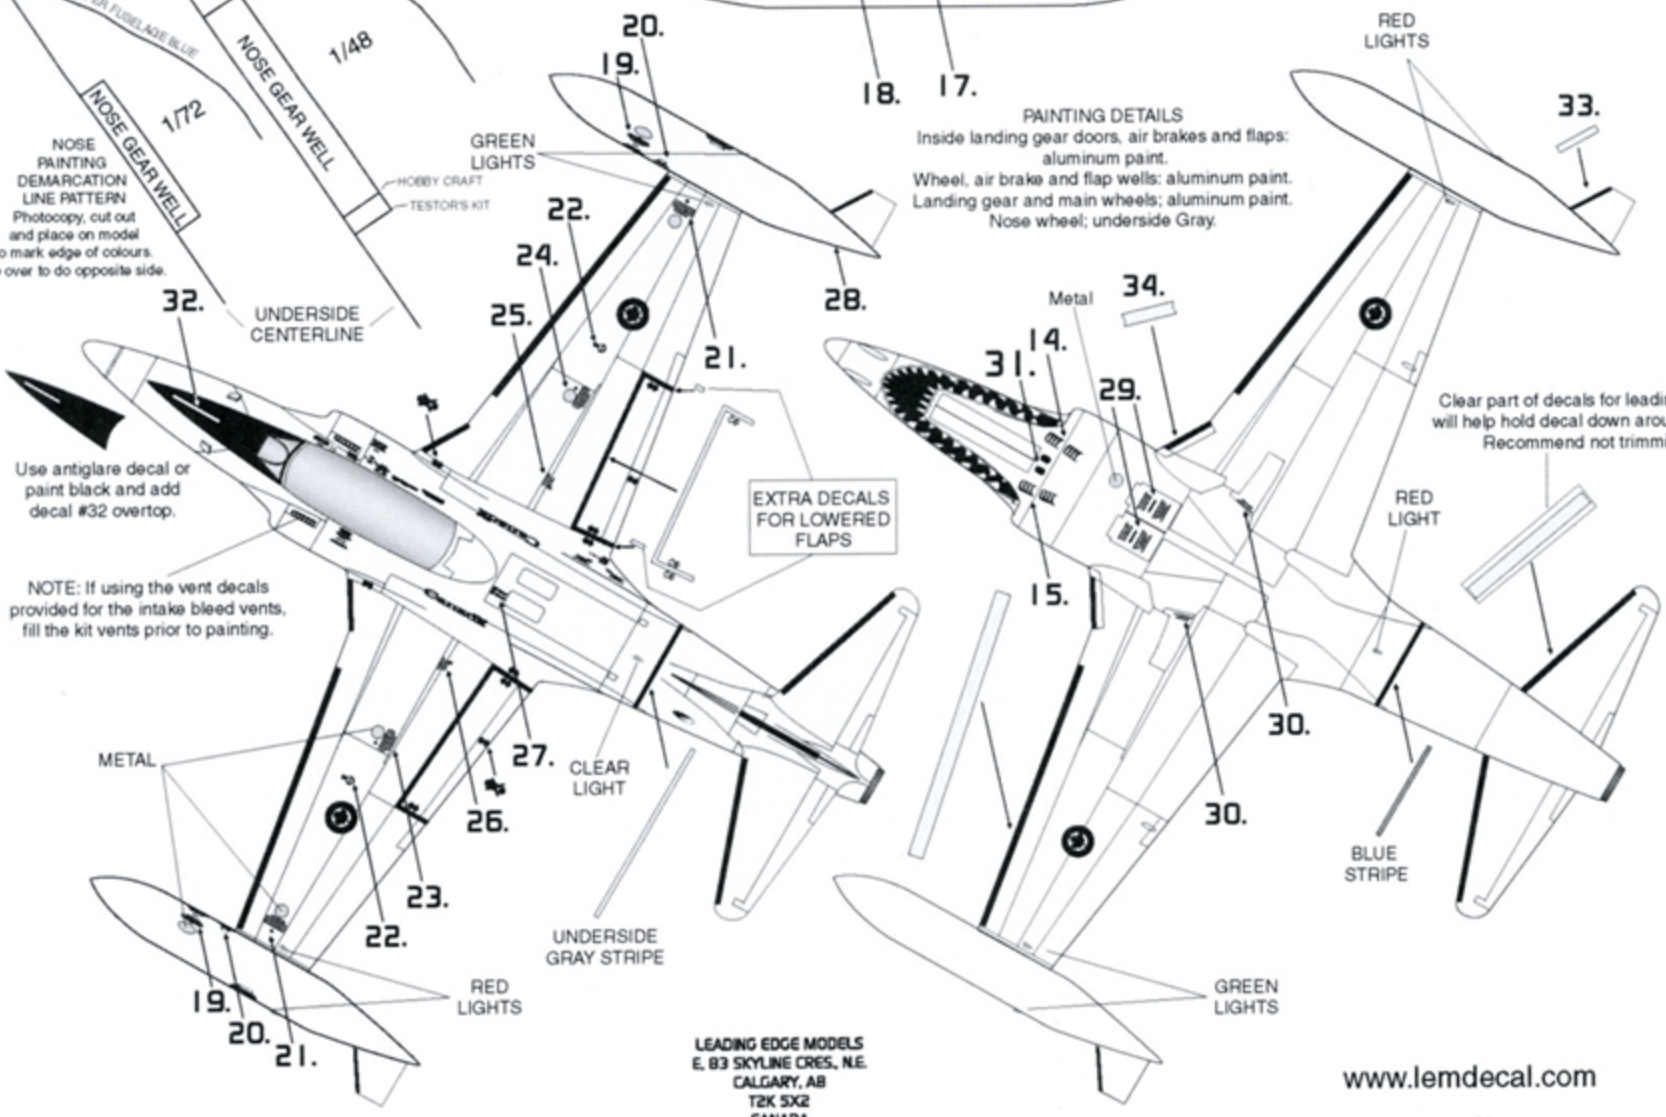 UPPER FUSELAGE BLUE
1/48
NOSE GEAR WELL
1/72
NOSE GEAR WELL
NOSE
PAINTING
DEMARCATION
LINE PATTERN
Photocopy, cut out
and place on model
mark edge of colours.
over to do opposite side.
HOBBY CRAFT
TESTOR'S KIT
UNDERSIDE
CENTERLINE
20.
19.
GREEN
LIGHTS
18.
17.
PAINTING DETAILS
Inside landing gear doors, air brakes and flaps:
aluminum paint.
Wheel, air brake and flap wells: aluminum paint.
Landing gear and main wheels; aluminum paint.
Nose wheel; underside Gray.
RED
LIGHTS
33.
22.
24.
25.
28.
21.
32.
Use antiglare decal or
paint black and add
decal #32 overtop.
NOTE: If using the vent decals
provided for the intake bleed vents,
fill the kit vents prior to painting.
EXTRA DECALS
FOR LOWERED
FLAPS
Metal
34.
14.
31.
29.
15.
Clear part of decals for
will help hold decal down
Recommend not
RED
LIGHT
30.
30.
BLUE
STRIPE
METAL
27.
CLEAR
LIGHT
26.
23.
22.
UNDERSIDE
GRAY STRIPE
19.
20.
21.
RED
LIGHTS
GREEN
LIGHTS
LEADING EDGE MODELS
E, 83 SKYLINE CRES., N.E.
CALGARY, AB
T2K 5X2
CANADA
www.lemdecal.com